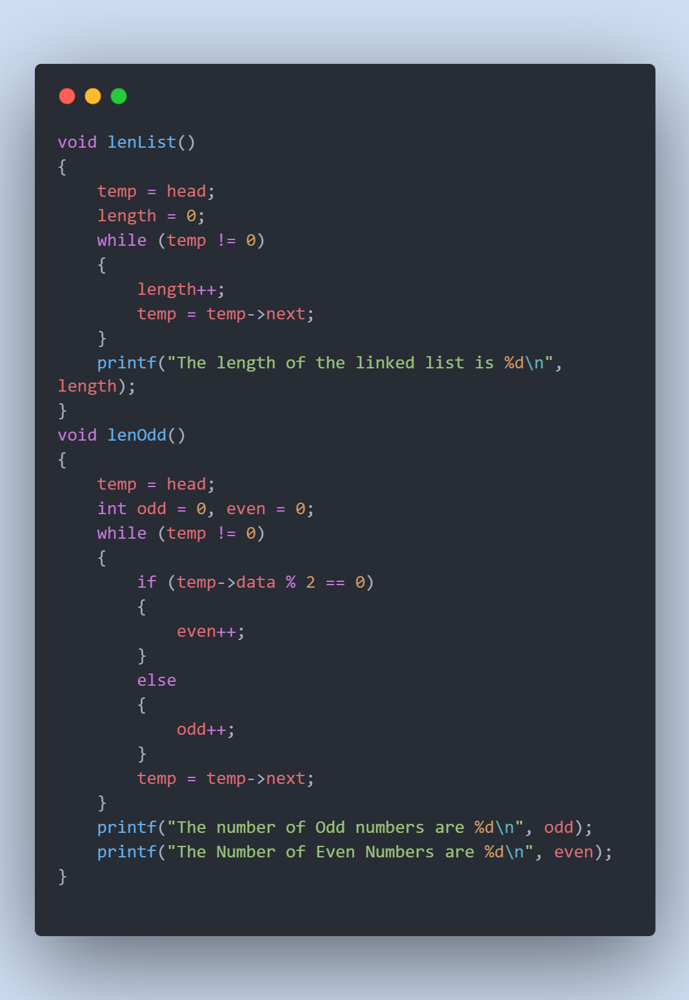 void lenList()
{
    temp = head;
    length = 0;
    while (temp != 0)
    {
        length++;
        temp = temp->next;
    }
    printf("The length of the linked list is %d\n",
length);
}
void lenOdd()
{
    temp = head;
    int odd = 0, even = 0;
    while (temp != 0)
    {
        if (temp->data % 2 == 0)
        {
            even++;
        }
        else
        {
            odd++;
        }
        temp = temp->next;
    }
    printf("The number of Odd numbers are %d\n", odd);
    printf("The Number of Even Numbers are %d\n", even);
}